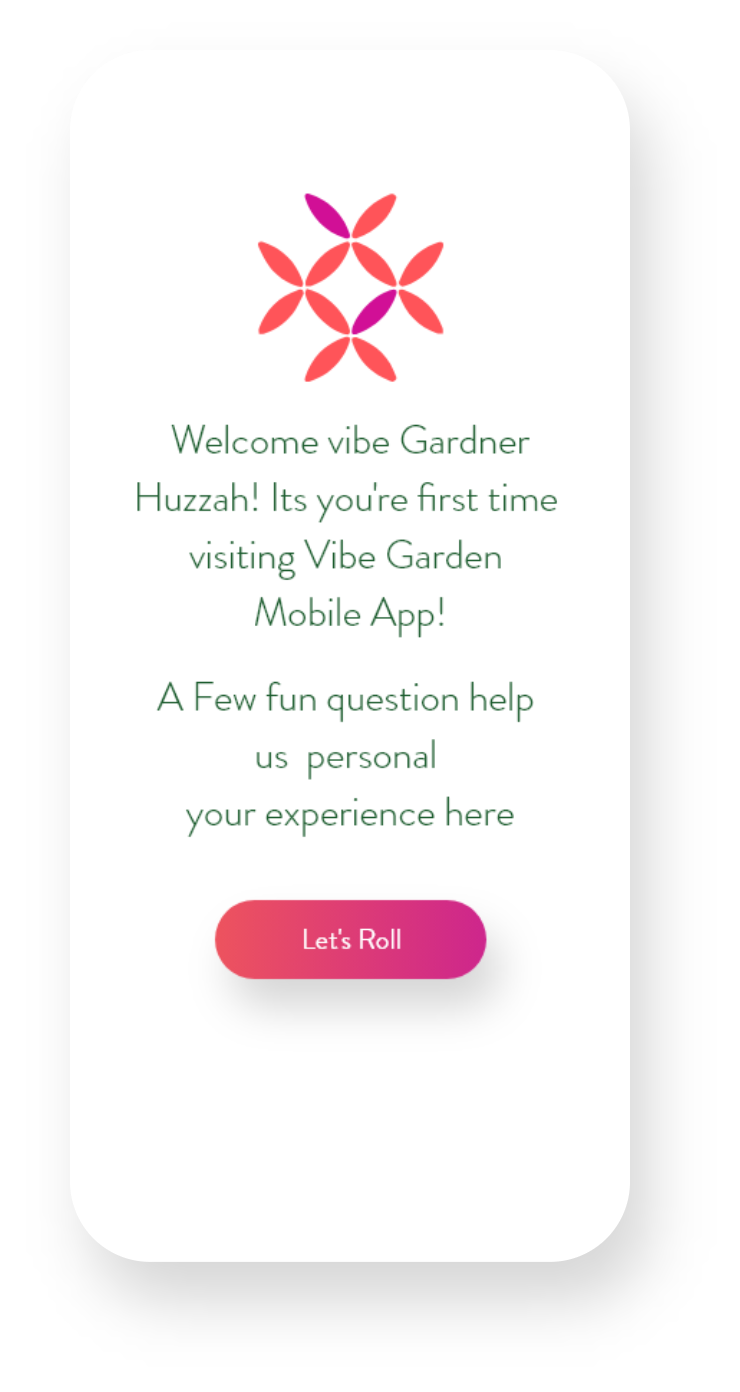 Welcome vibe Gardner
Huzzah! Its you're first time
visiting Vibe Garden
Mobile App!
A Few fun question help
us  personal
your experience here
Let's Roll